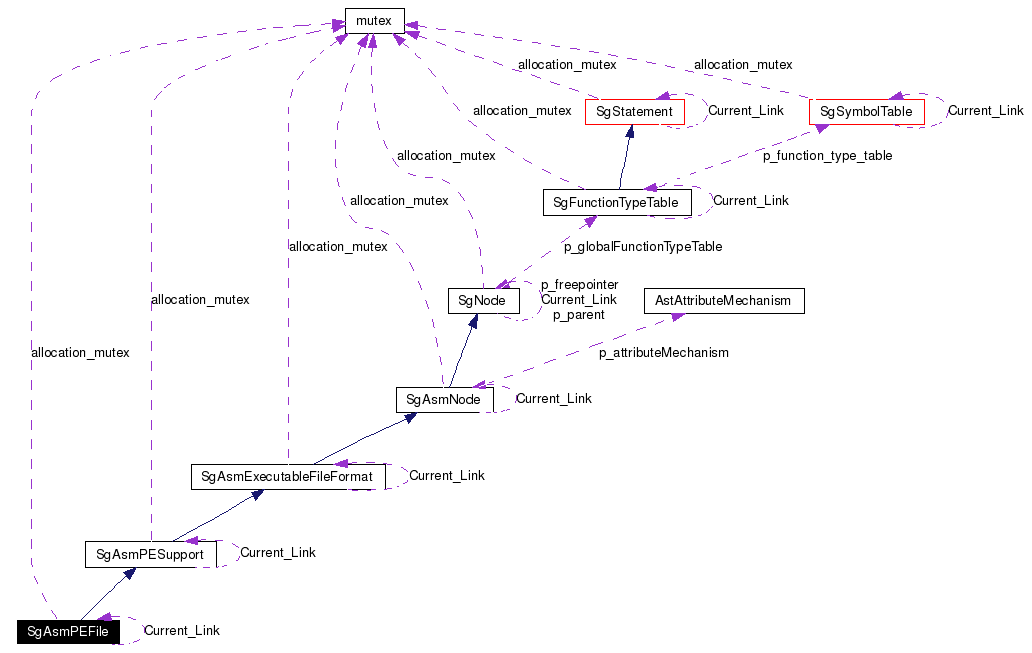 mutex
allocation_mutex
allocation_mutex
SgStatement
Current_Link
SgSymbolTable
Current_Link
allocation_mutex
allocation_mutex
p_function_type_table
allocation_mutex
SgFunctionTypeTable
Current_Link
allocation_mutex
p_globalFunctionTypeTable
SgNode
p_freepointer
Current_Link
p_parent
AstAttributeMechanism
allocation_mutex
allocation_mutex
p_attributeMechanism
SgAsmNode
Current_Link
SgAsmExecutableFileFormat
Current_Link
SgAsmPESupport
Current_Link
SgAsmPEFile
Current_Link